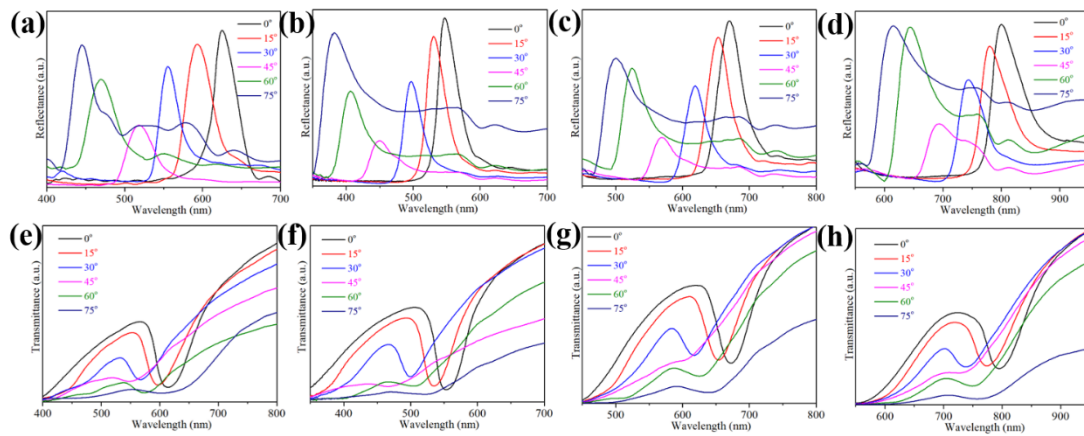 (a)
Reflectance (a.u.)
0°
15°
30°
45°
60°
75°
400 500 600 700
Wavelength (nm)
(b)
Reflectance (a.u.)
0°
15°
30°
45°
60°
75°
400 500 600 700
Wavelength (nm)
(c)
Reflectance (a.u.)
0°
15°
30°
45°
60°
75°
500 600 700 800
Wavelength (nm)
(d)
Reflectance (a.u.)
0°
15°
30°
45°
60°
75°
600 700 800 900
Wavelength (nm)
(e)
Transmittance (a.u.)
0°
15°
30°
45°
60°
75°
400 500 600 700 800
Wavelength (nm)
(f)
Transmittance (a.u.)
0°
15°
30°
45°
60°
75°
400 500 600 700
Wavelength (nm)
(g)
Transmittance (a.u.)
0°
15°
30°
45°
60°
75°
500 600 700 800
Wavelength (nm)
(h)
Transmittance (a.u.)
0°
15°
30°
45°
60°
75°
600 700 800 900
Wavelength (nm)